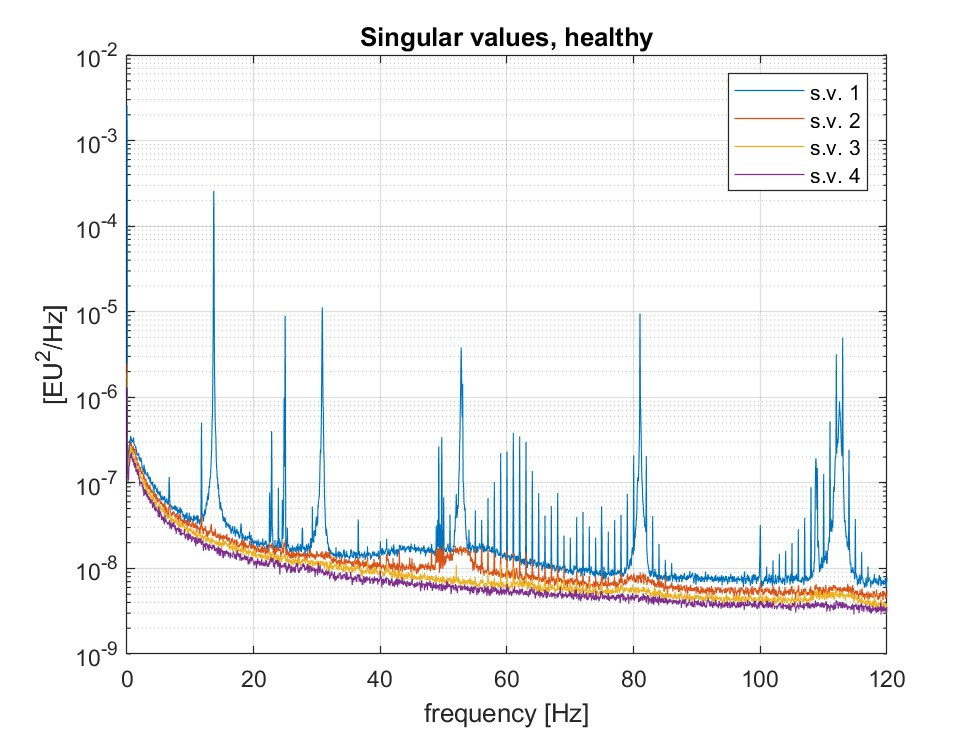 Singular values, healthy
10^-2
10^-3
10^-4
10^-5
10^-6
10^-7
10^-8
10^-9
[EU^2/Hz]
s.v. 1
s.v. 2
s.v. 3
s.v. 4
0 20 40 60 80 100 120
frequency [Hz]